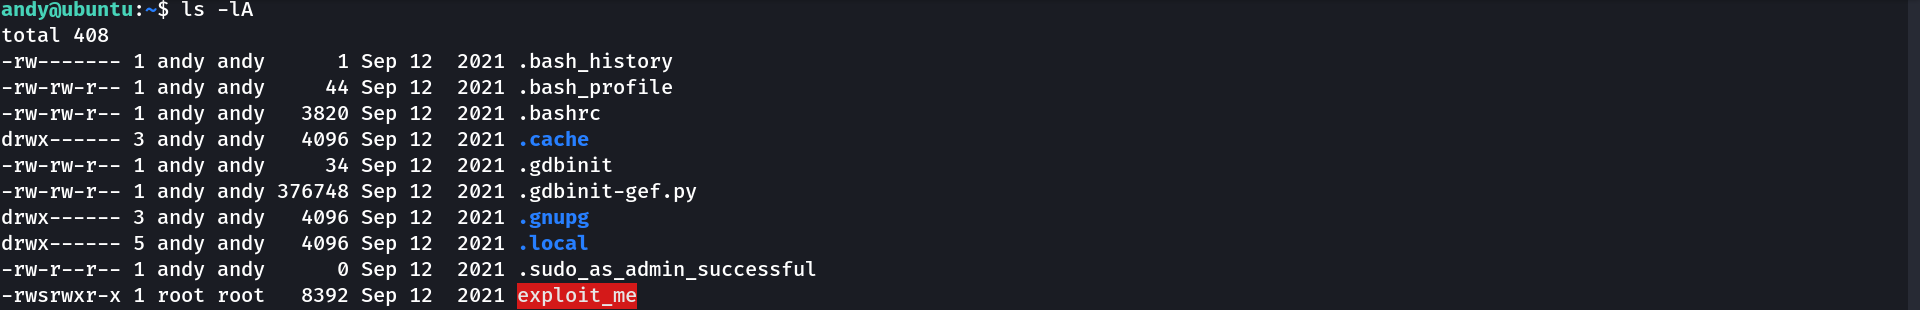 andy@ubuntu:~$ ls -lA
total 408
-rw------- 1 andy andy      1 Sep 12  2021 .bash_history
-rw-rw-r-- 1 andy andy     44 Sep 12  2021 .bash_profile
-rw-rw-r-- 1 andy andy   3820 Sep 12  2021 .bashrc
drwx------ 3 andy andy   4096 Sep 12  2021 .cache
-rw-rw-r-- 1 andy andy     34 Sep 12  2021 .gdbinit
-rw-rw-r-- 1 andy andy 376748 Sep 12  2021 .gdbinit-gef.py
drwx------ 3 andy andy   4096 Sep 12  2021 .gnupg
drwx------ 5 andy andy   4096 Sep 12  2021 .local
-rw-r--r-- 1 andy andy      0 Sep 12  2021 .sudo_as_admin_successful
-rwsrwxr-x 1 root root   8392 Sep 12  2021 exploit_me